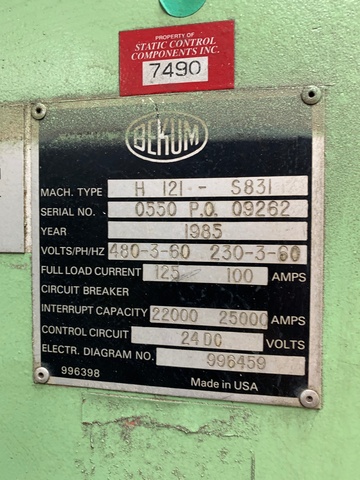 PROPERTY OF
STATIC CONTROL
COMPONENTS INC.
7490
BEKUM
MACH. TYPE H 121 - S831
SERIAL NO. 0550 P.O. 09262
YEAR 1985
VOLTS/PH/HZ 480-3-60 230-3-60
FULL LOAD CURRENT 125 100 AMPS
CIRCUIT BREAKER
INTERRUPT CAPACITY 22000 25000 AMPS
CONTROL CIRCUIT 24DC VOLTS
ELECTR. DIAGRAM NO. 996459
996398 Made in USA